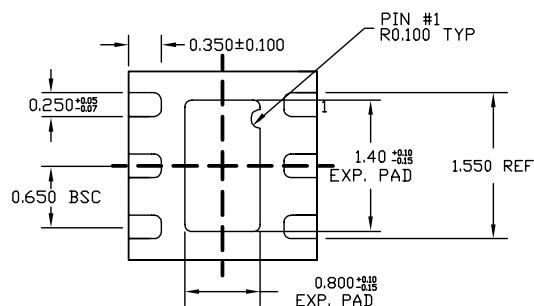 PIN #1
R0.100 TYP
0.350±0.100
0.250 +0.05 -0.07
1
1.40 +0.10 -0.15
EXP. PAD
1.550 REF
0.650 BSC
0.800 +0.10 -0.15
EXP. PAD